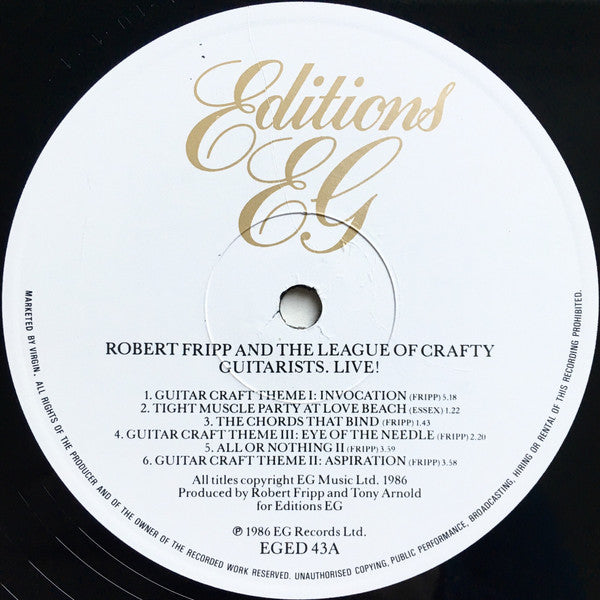 Editions
EG
ROBERT FRIPP AND THE LEAGUE OF CRAFTY
GUITARISTS. LIVE!
1. GUITAR CRAFT THEME I: INVOCATION (FRIPP) 5.18
2. TIGHT MUSCLE PARTY AT LOVE BEACH (ESSEX) 1.22
3. THE CHORDS THAT BIND (FRIPP) 1.43
4. GUITAR CRAFT THEME III: EYE OF THE NEEDLE (FRIPP) 2.20
5. ALL OR NOTHING II (FRIPP) 3.59
6. GUITAR CRAFT THEME II: ASPIRATION (FRIPP) 3.58
All titles copyright EG Music Ltd. 1986
Produced by Robert Fripp and Tony Arnold
for Editions EG
℗ 1986 EG Records Ltd.
EGED 43A
MARKETED BY VIRGIN. ALL RIGHTS OF THE PRODUCER AND OF THE OWNER OF THE RECORDED WORK RESERVED. UNAUTHORISED COPYING, PUBLIC PERFORMANCE, BROADCASTING, HIRING OR RENTAL OF THIS RECORDING PROHIBITED.